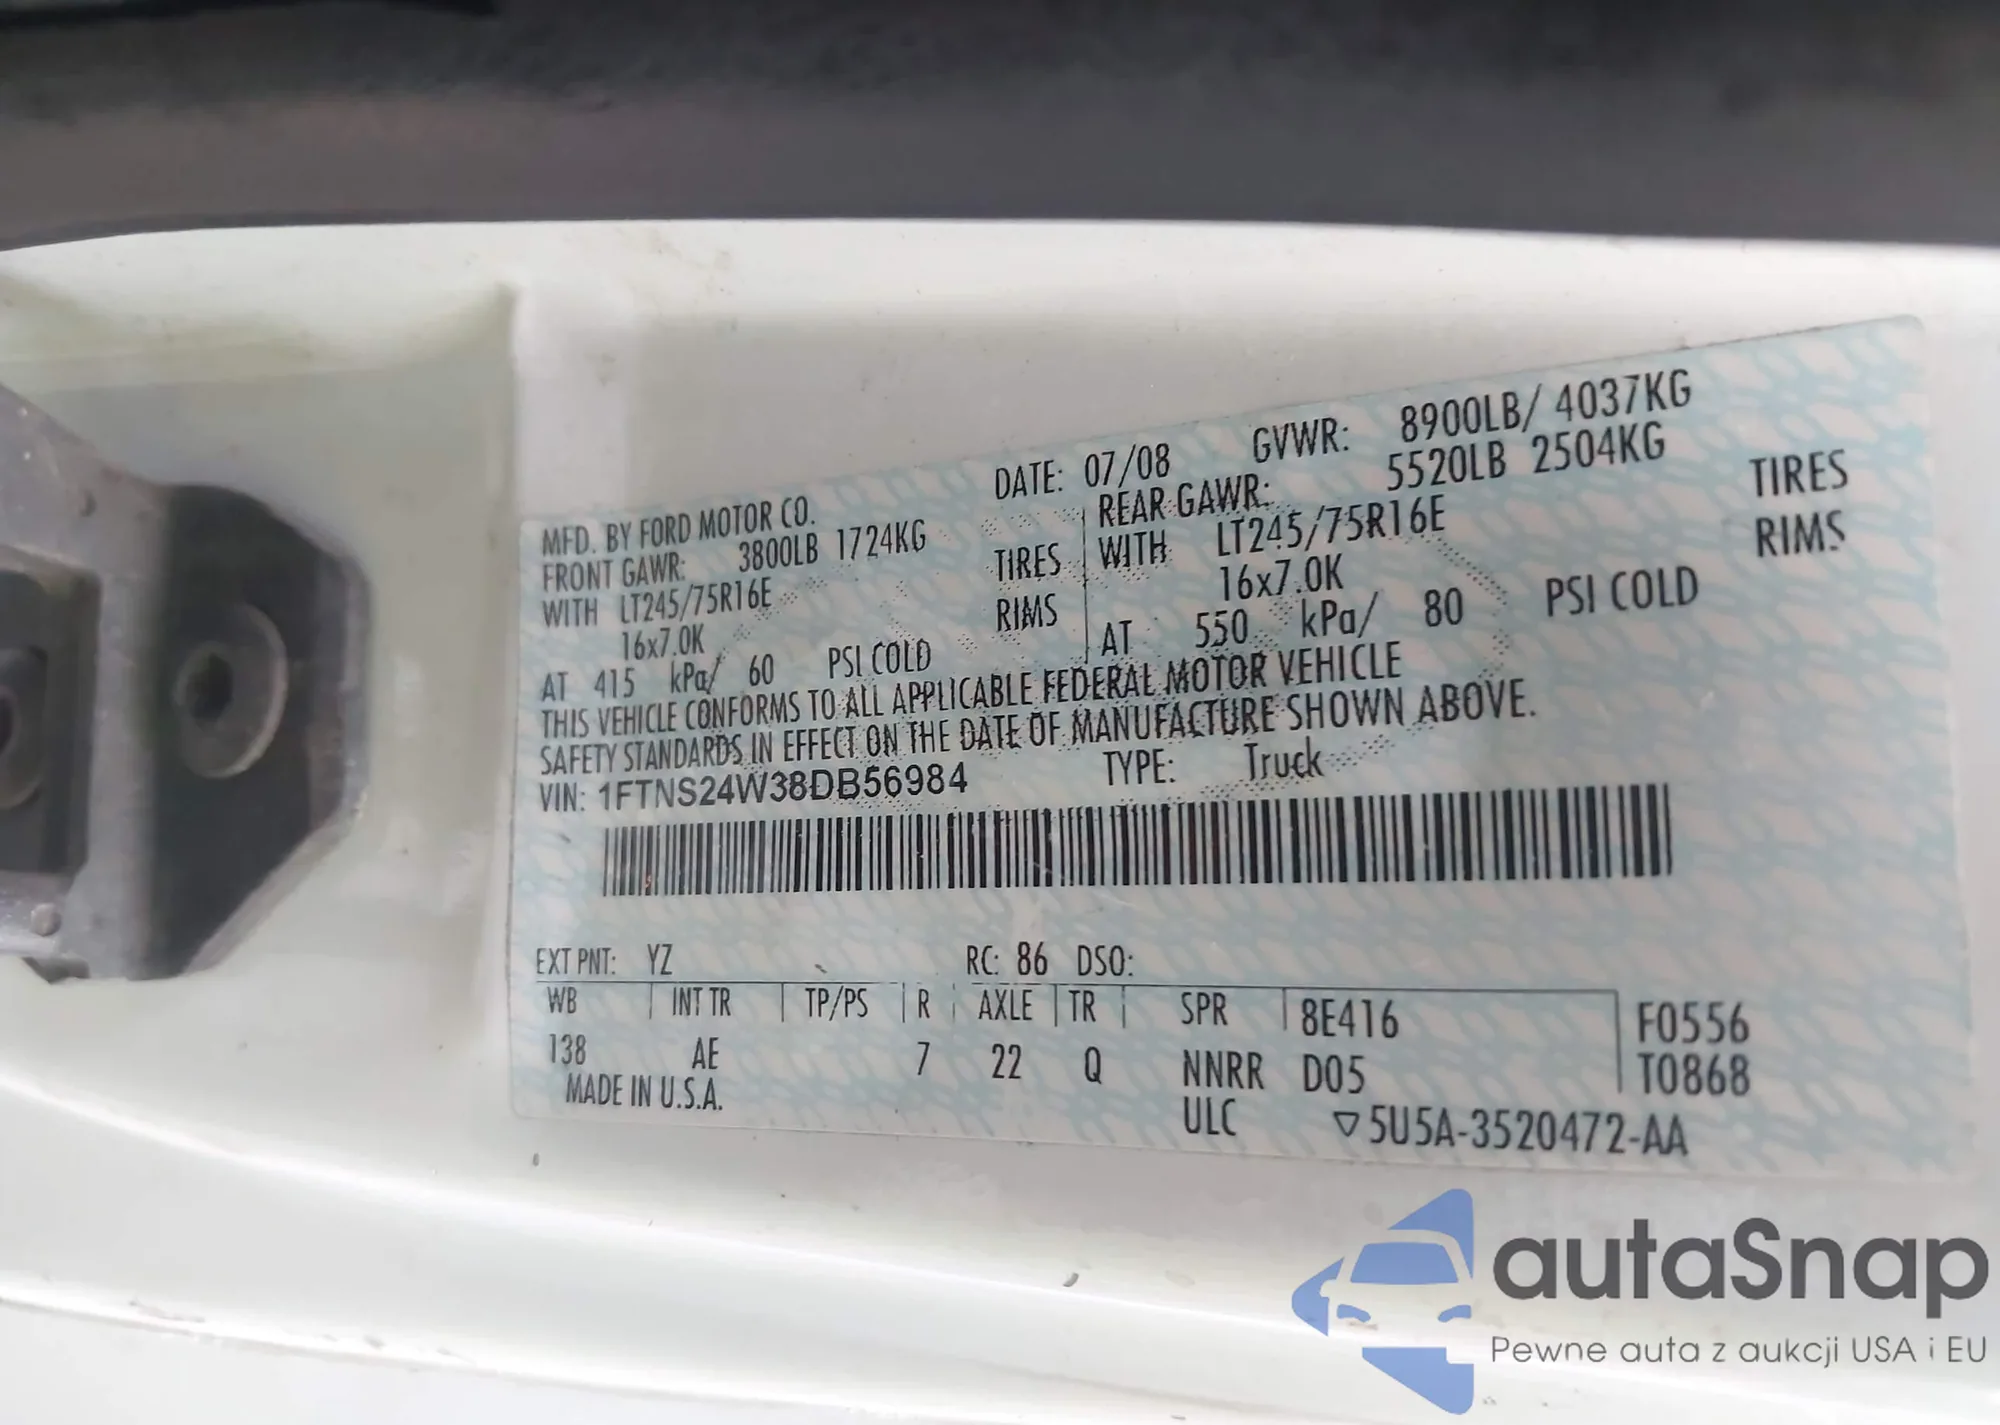 MFD. BY FORD MOTOR CO. DATE: 07/08 GVWR: 8900LB/ 4037KG
FRONT GAWR: 3800LB 1724KG REAR GAWR: 5520LB 2504KG
WITH LT245/75R16E TIRES WITH LT245/75R16E TIRES
16x7.0K RIMS 16x7.0K RIMS
AT 415 kPa/ 60 PSI COLD AT 550 kPa/ 80 PSI COLD
THIS VEHICLE CONFORMS TO ALL APPLICABLE FEDERAL MOTOR VEHICLE
SAFETY STANDARDS IN EFFECT ON THE DATE OF MANUFACTURE SHOWN ABOVE.
VIN: 1FTNS24W38DB56984 TYPE: Truck
EXT PNT: YZ RC: 86 DSO:
WB INT TR TP/PS R AXLE TR SPR 8E416 F0556
138 AE 7 22 Q NNRR D05 T0868
MADE IN U.S.A. ULC ▽5U5A-3520472-AA
autaSnap
Pewne auta z aukcji USA i EU